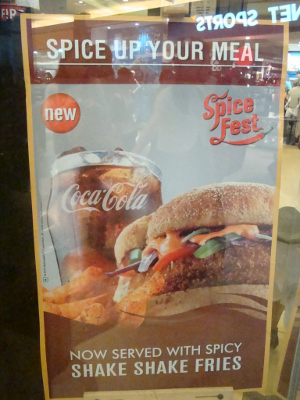 NET SPORTS
SPICE UP YOUR MEAL
new
Spice
Fest
Coca-Cola
NOW SERVED WITH SPICY
SHAKE SHAKE FRIES